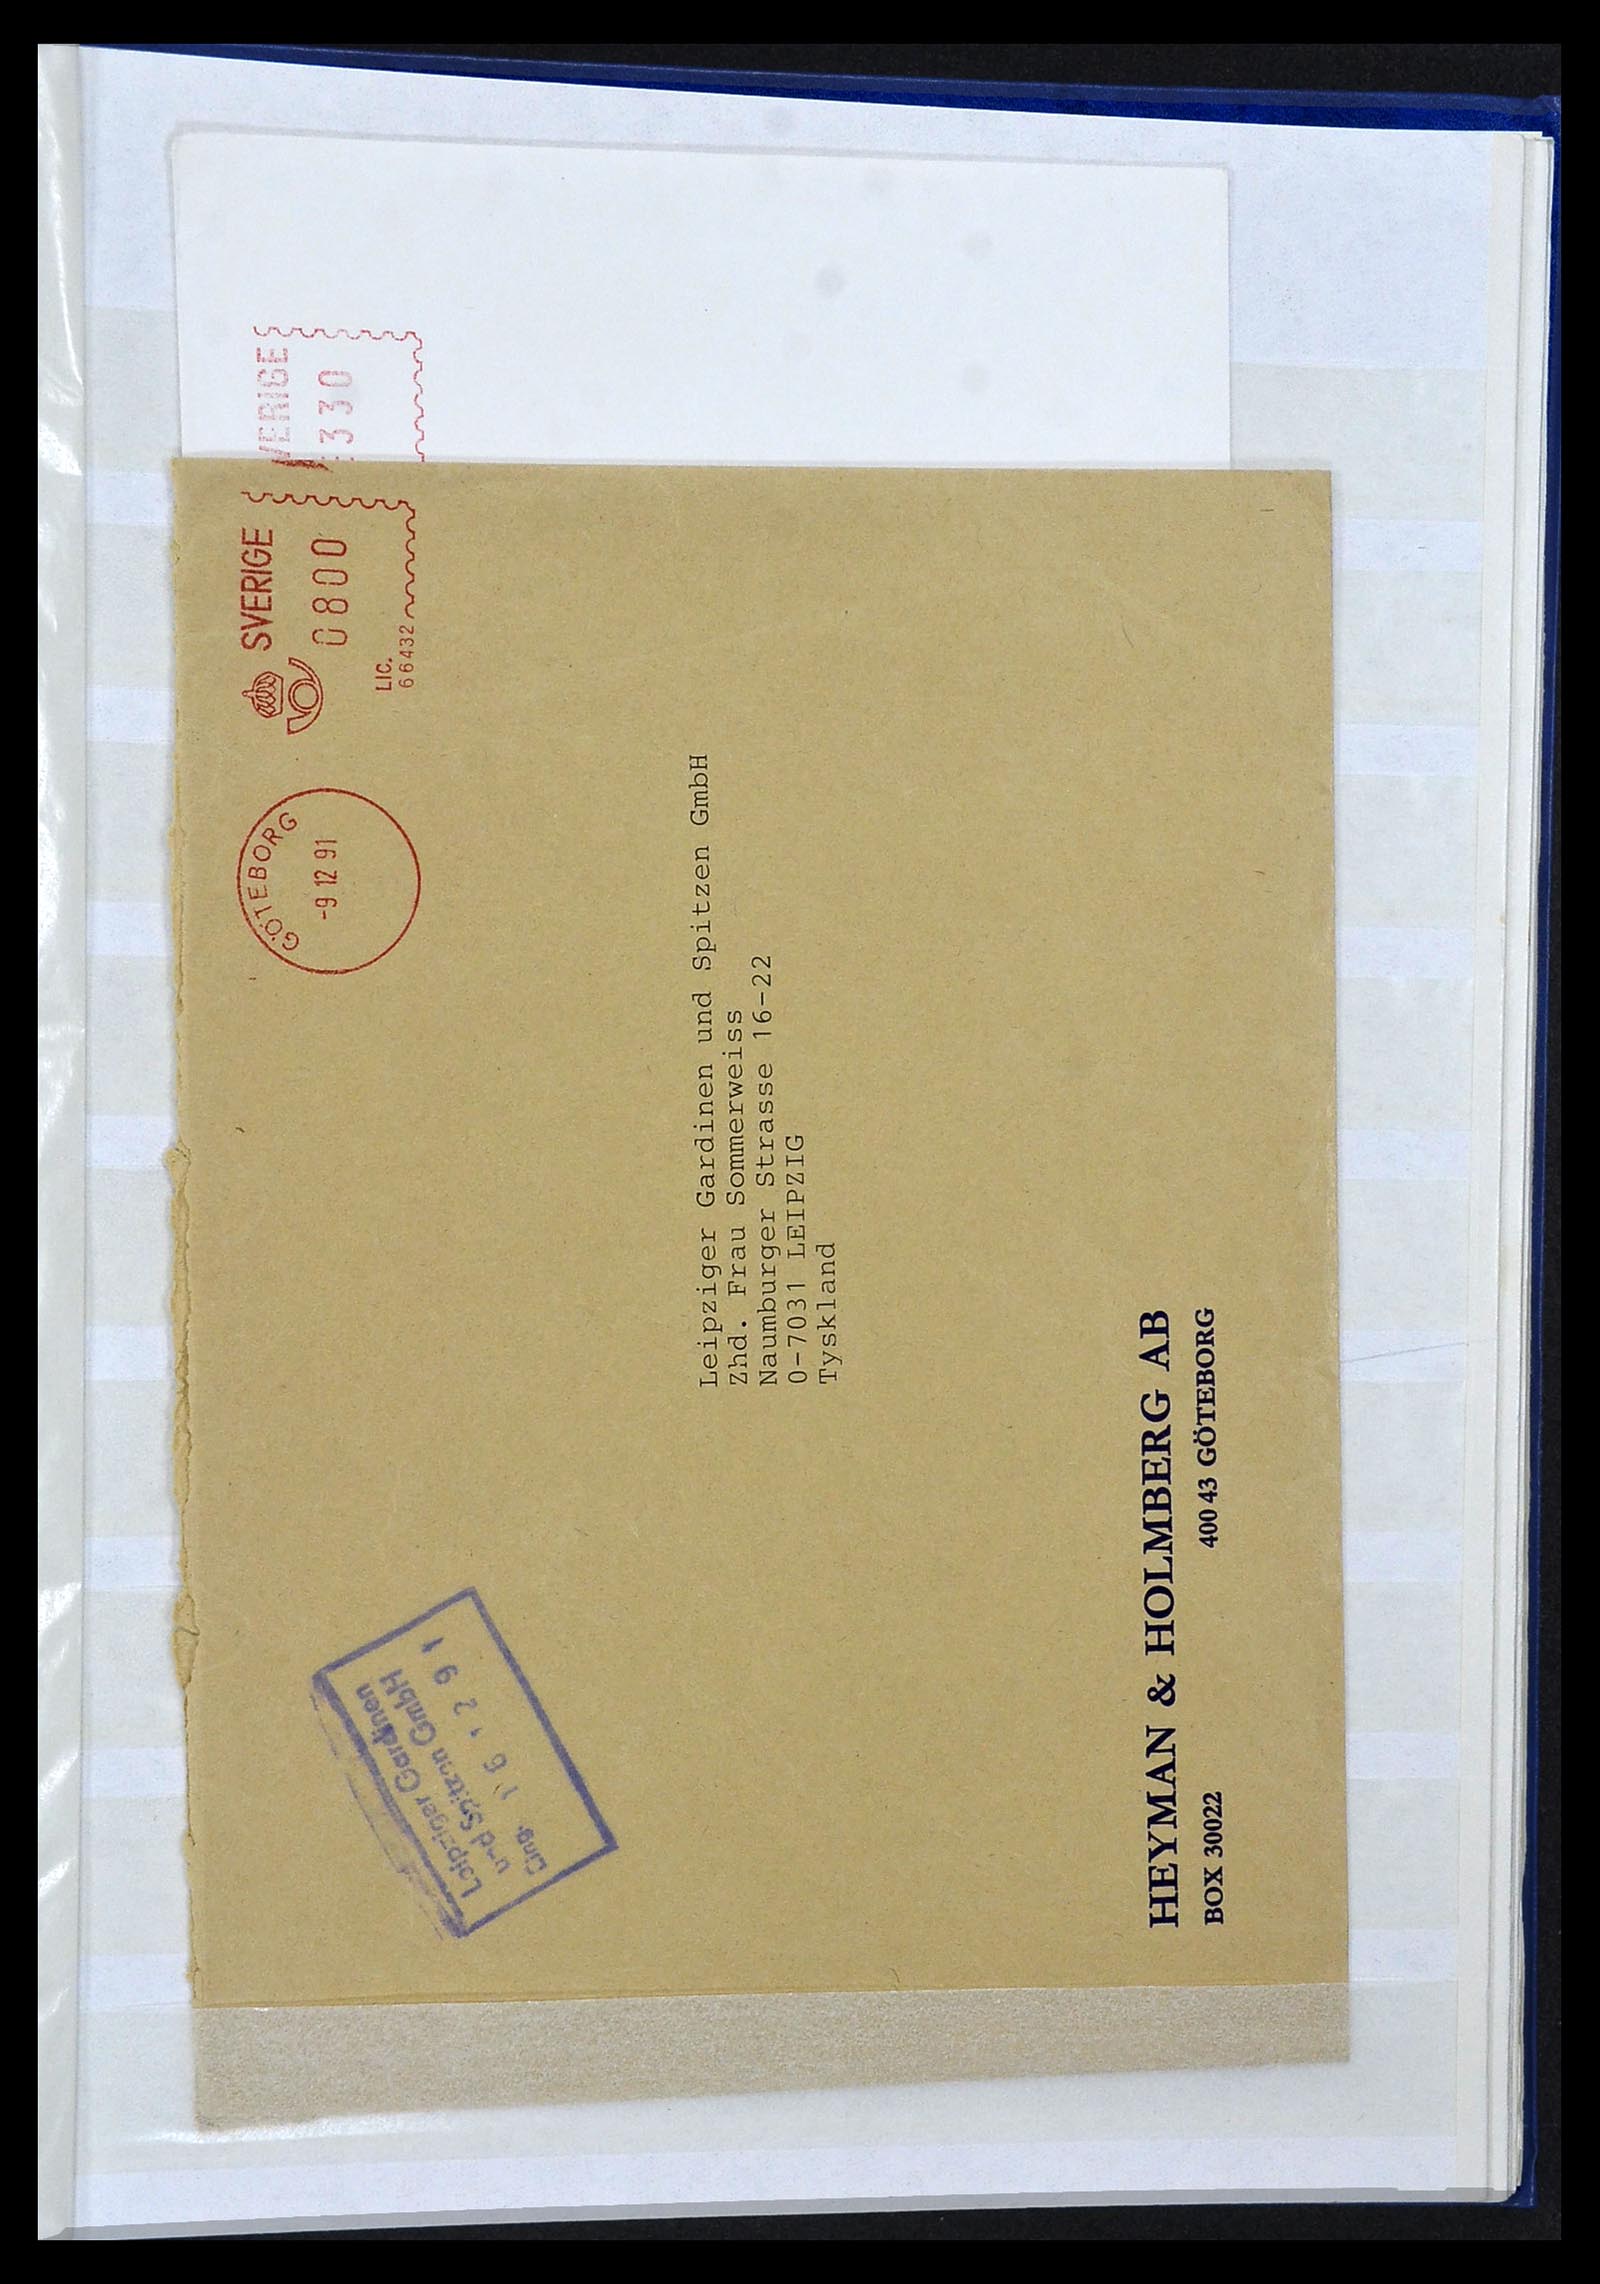 GÖTEBORG
-9 12 91
SVERIGE
0800
LIC.
66432
VERIGE
330
Leipziger Gardinen und Spitzen GmbH
Zhd. Frau Sommerweiss
Naumburger Strasse 16-22
O-7031 LEIPZIG
Tyskland
Leipziger Gardinen
und Spitzen GmbH
Eing. 16 12 91
HEYMAN & HOLMBERG AB
BOX 30022 400 43 GÖTEBORG